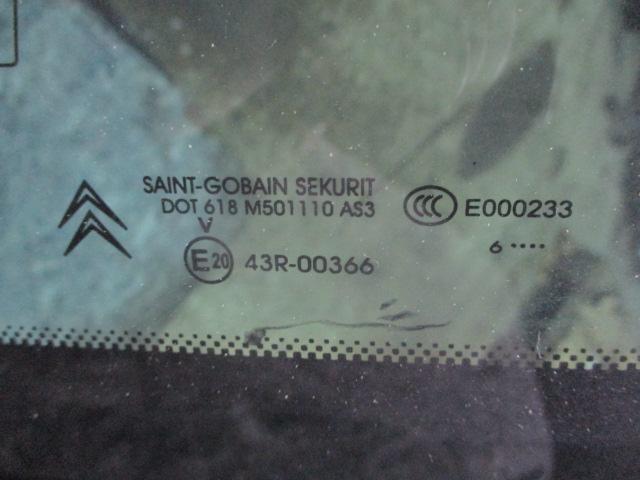 SAINT-GOBAIN SEKURIT
DOT 618 M501110 AS3
V
E20 43R-00366
CCC E000233
6 ....